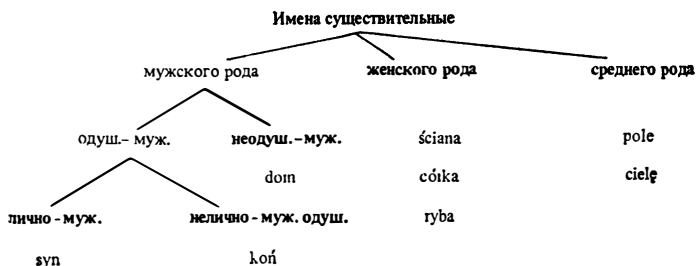 Имена существительные
мужского рода женского рода среднего рода
одуш.- муж. неодуш.-муж. ściana pole
dom córka cielę
лично - муж. нелично - муж. одуш. ryba
syn koń